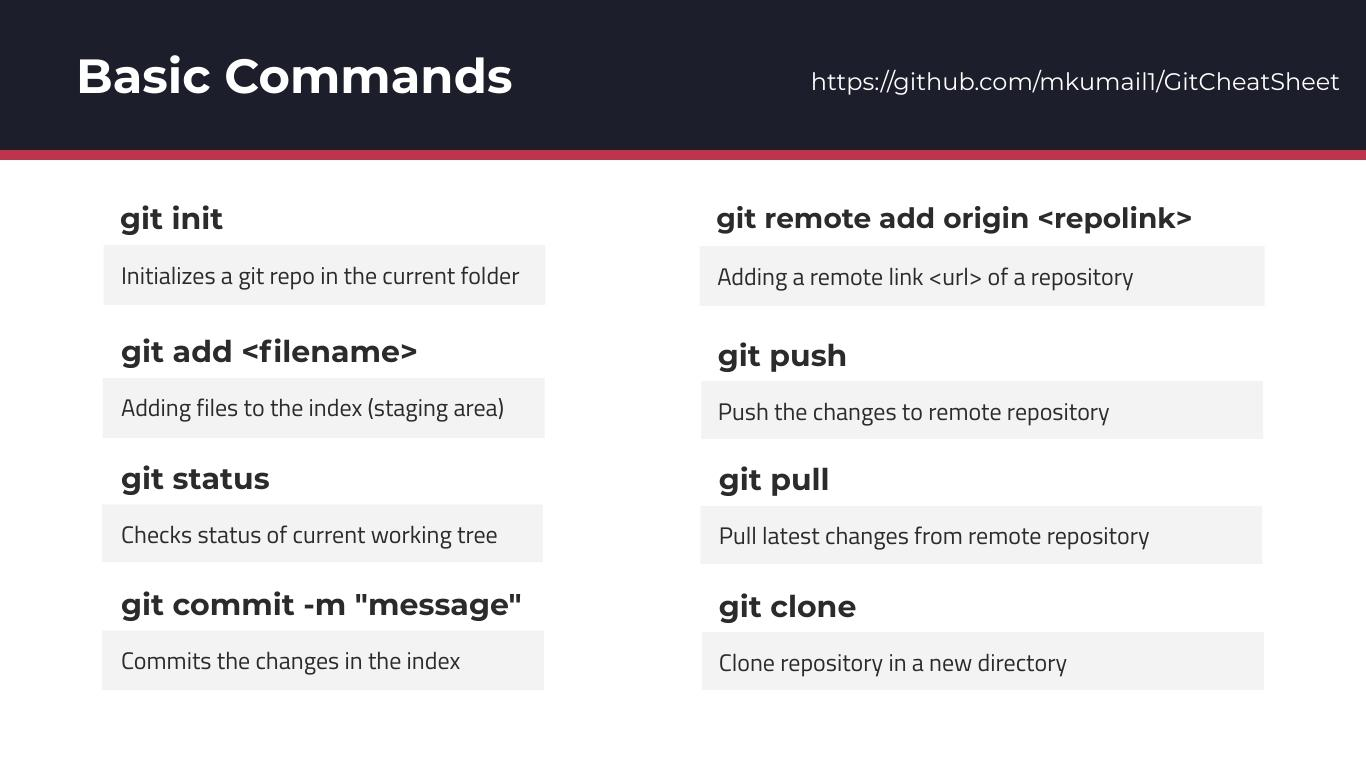 Basic Commands
https://github.com/mkumail1/GitCheatSheet
git init
Initializes a git repo in the current folder
git add <filename>
Adding files to the index (staging area)
git status
Checks status of current working tree
git commit -m "message"
Commits the changes in the index
git remote add origin <repolink>
Adding a remote link <url> of a repository
git push
Push the changes to remote repository
git pull
Pull latest changes from remote repository
git clone
Clone repository in a new directory